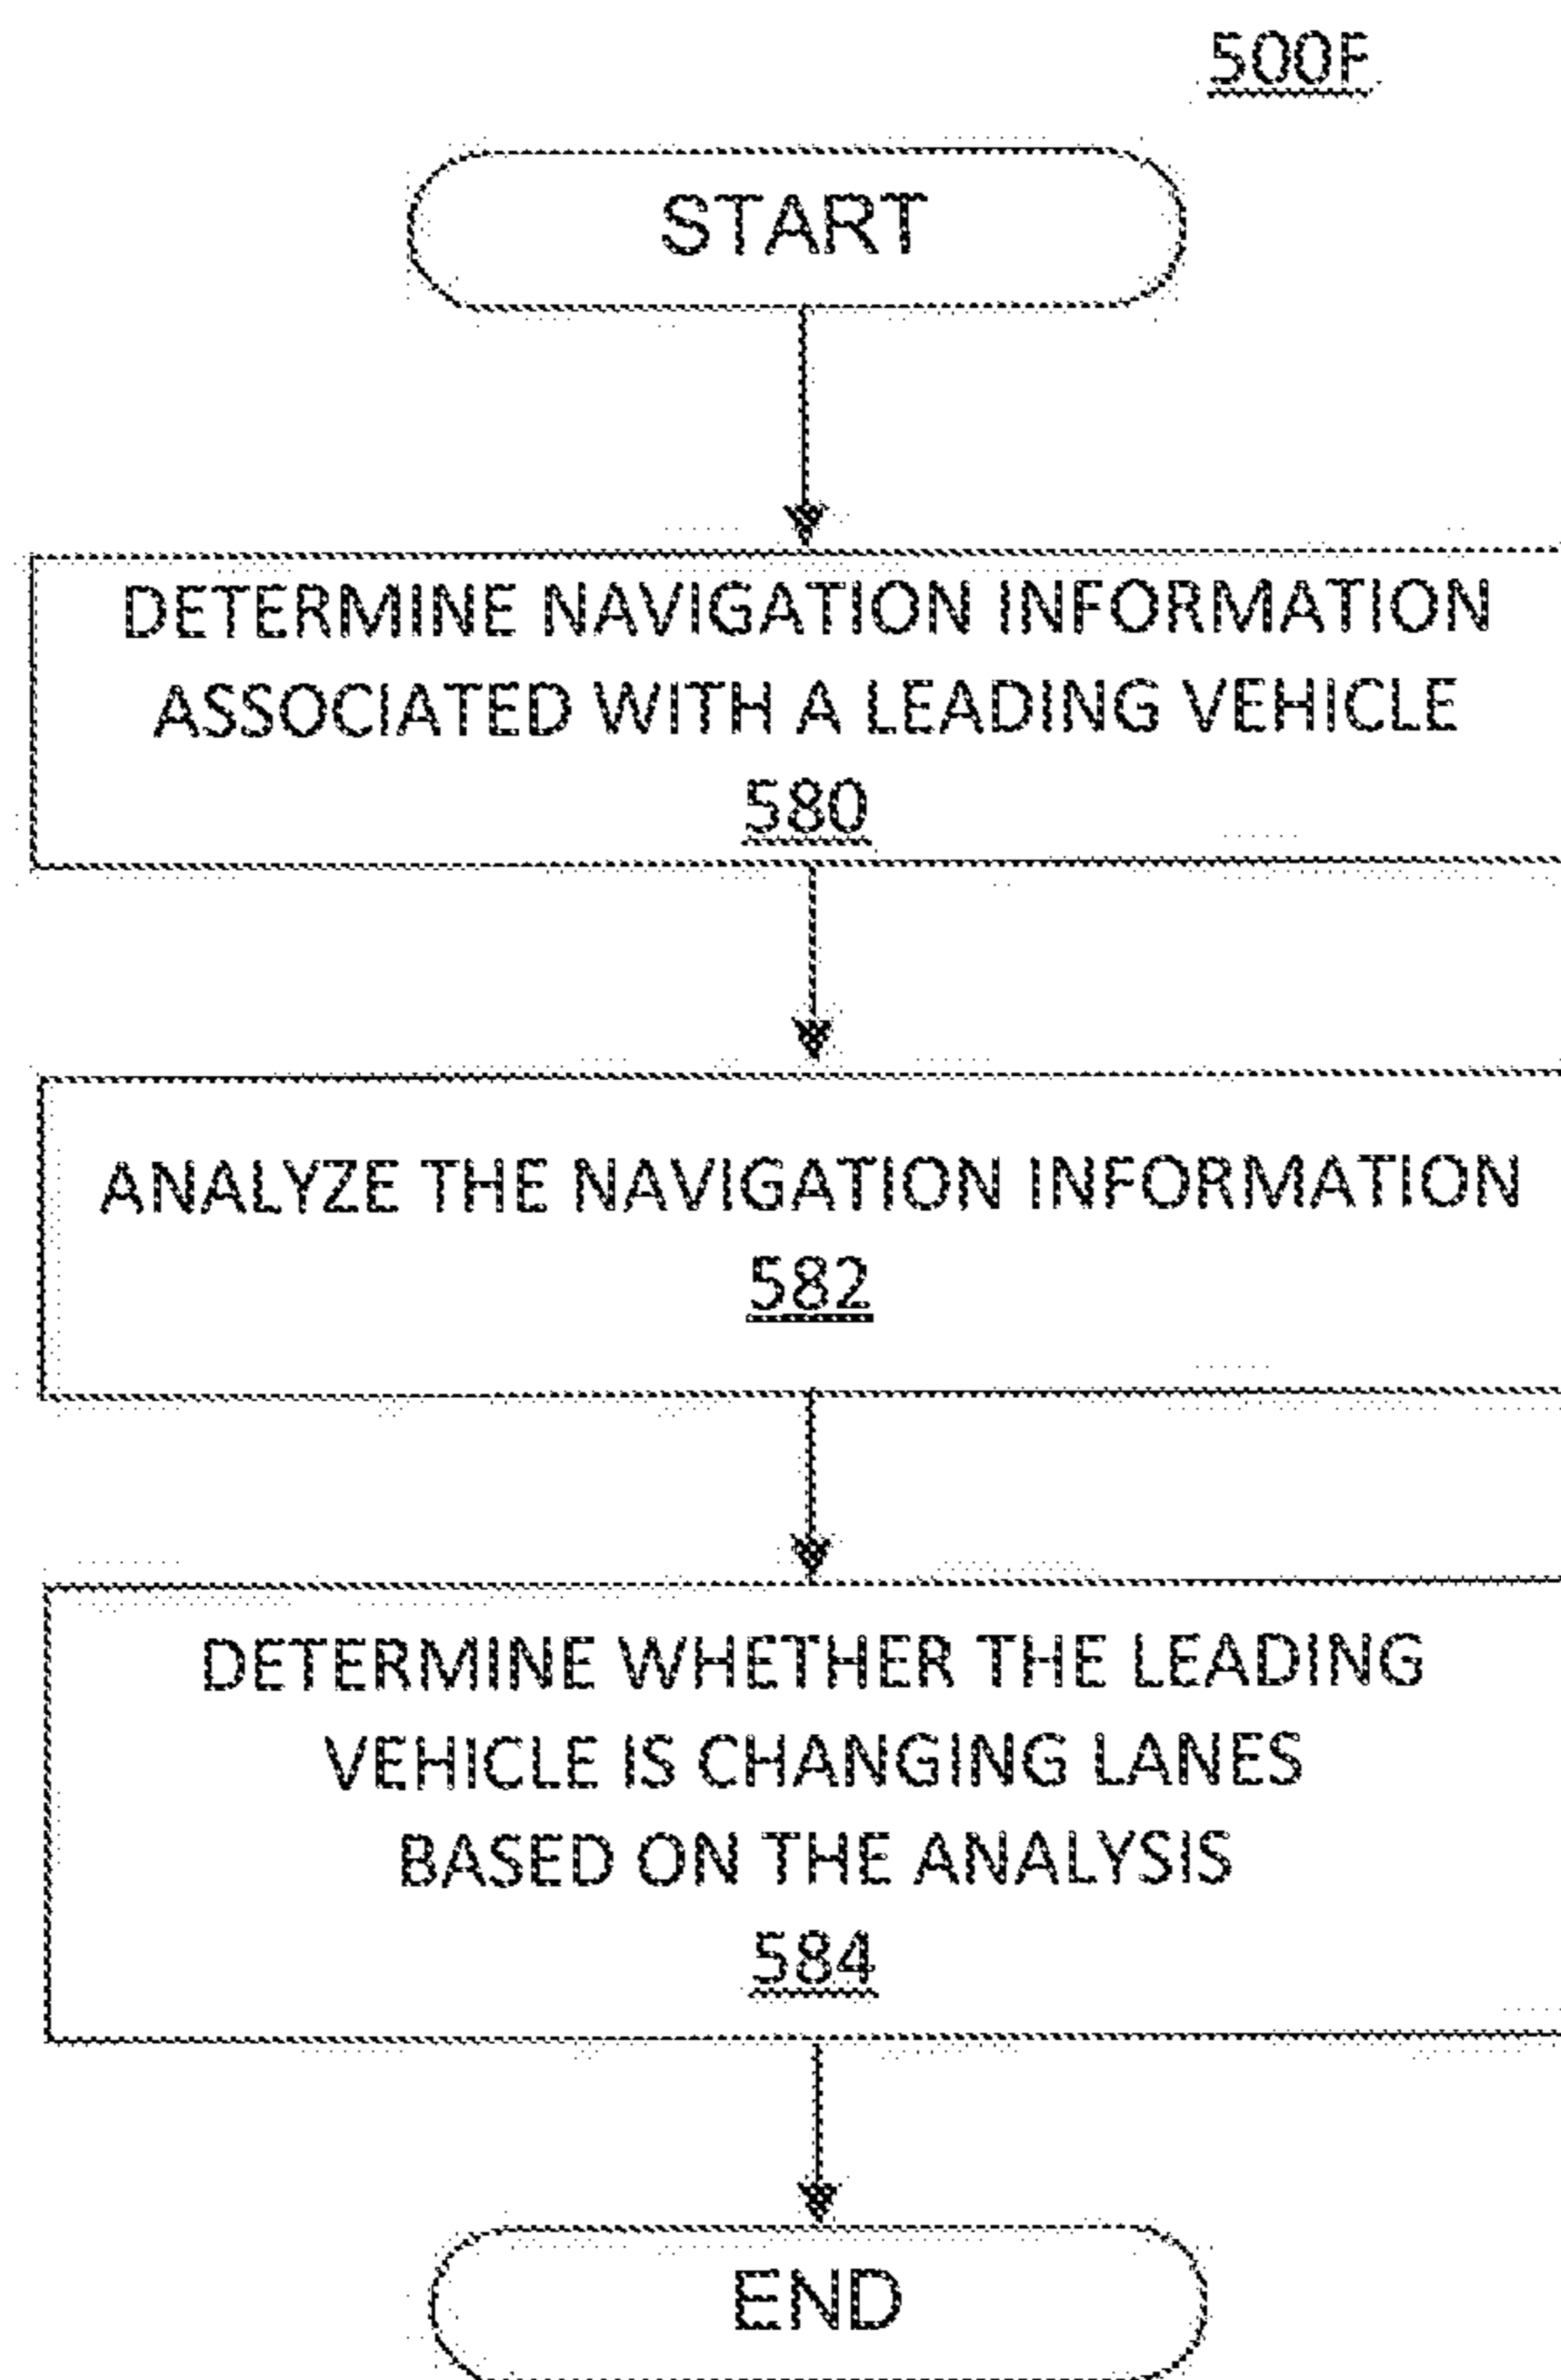 500F
START
DETERMINE NAVIGATION INFORMATION
ASSOCIATED WITH A LEADING VEHICLE
580
ANALYZE THE NAVIGATION INFORMATION
582
DETERMINE WHETHER THE LEADING
VEHICLE IS CHANGING LANES
BASED ON THE ANALYSIS
584
END